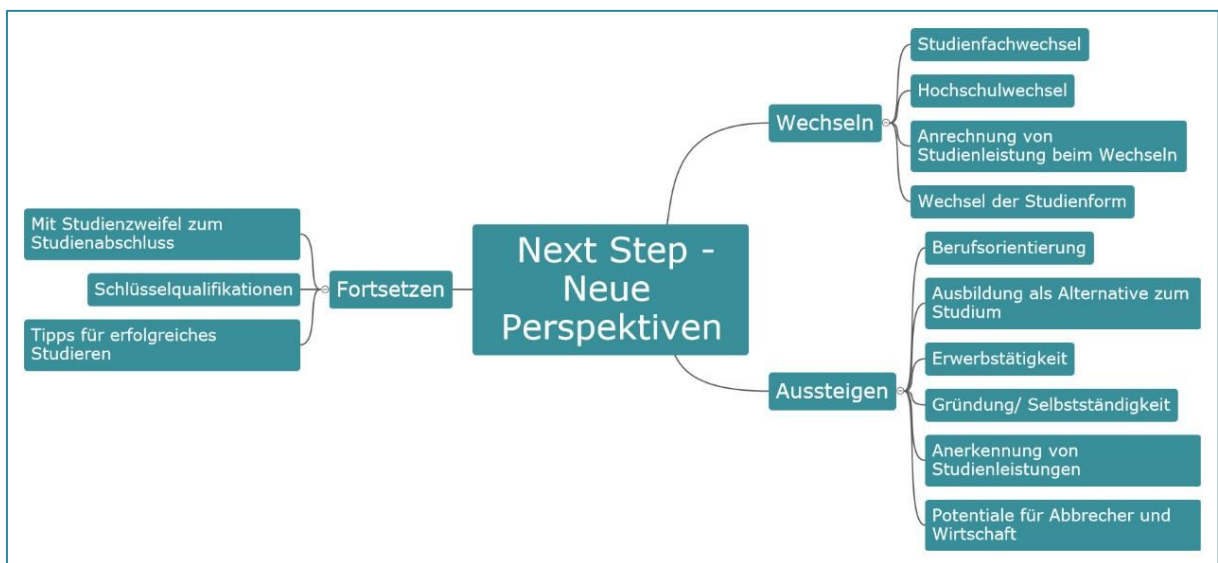 Next Step -
Neue
Perspektiven
Wechseln
Studienfachwechsel
Hochschulwechsel
Anrechnung von
Studienleistung beim Wechseln
Wechsel der Studienform
Aussteigen
Berufsorientierung
Ausbildung als Alternative zum
Studium
Erwerbstätigkeit
Gründung/ Selbstständigkeit
Anerkennung von
Studienleistungen
Potentiale für Abbrecher und
Wirtschaft
Fortsetzen
Mit Studienzweifel zum
Studienabschluss
Schlüsselqualifikationen
Tipps für erfolgreiches
Studieren